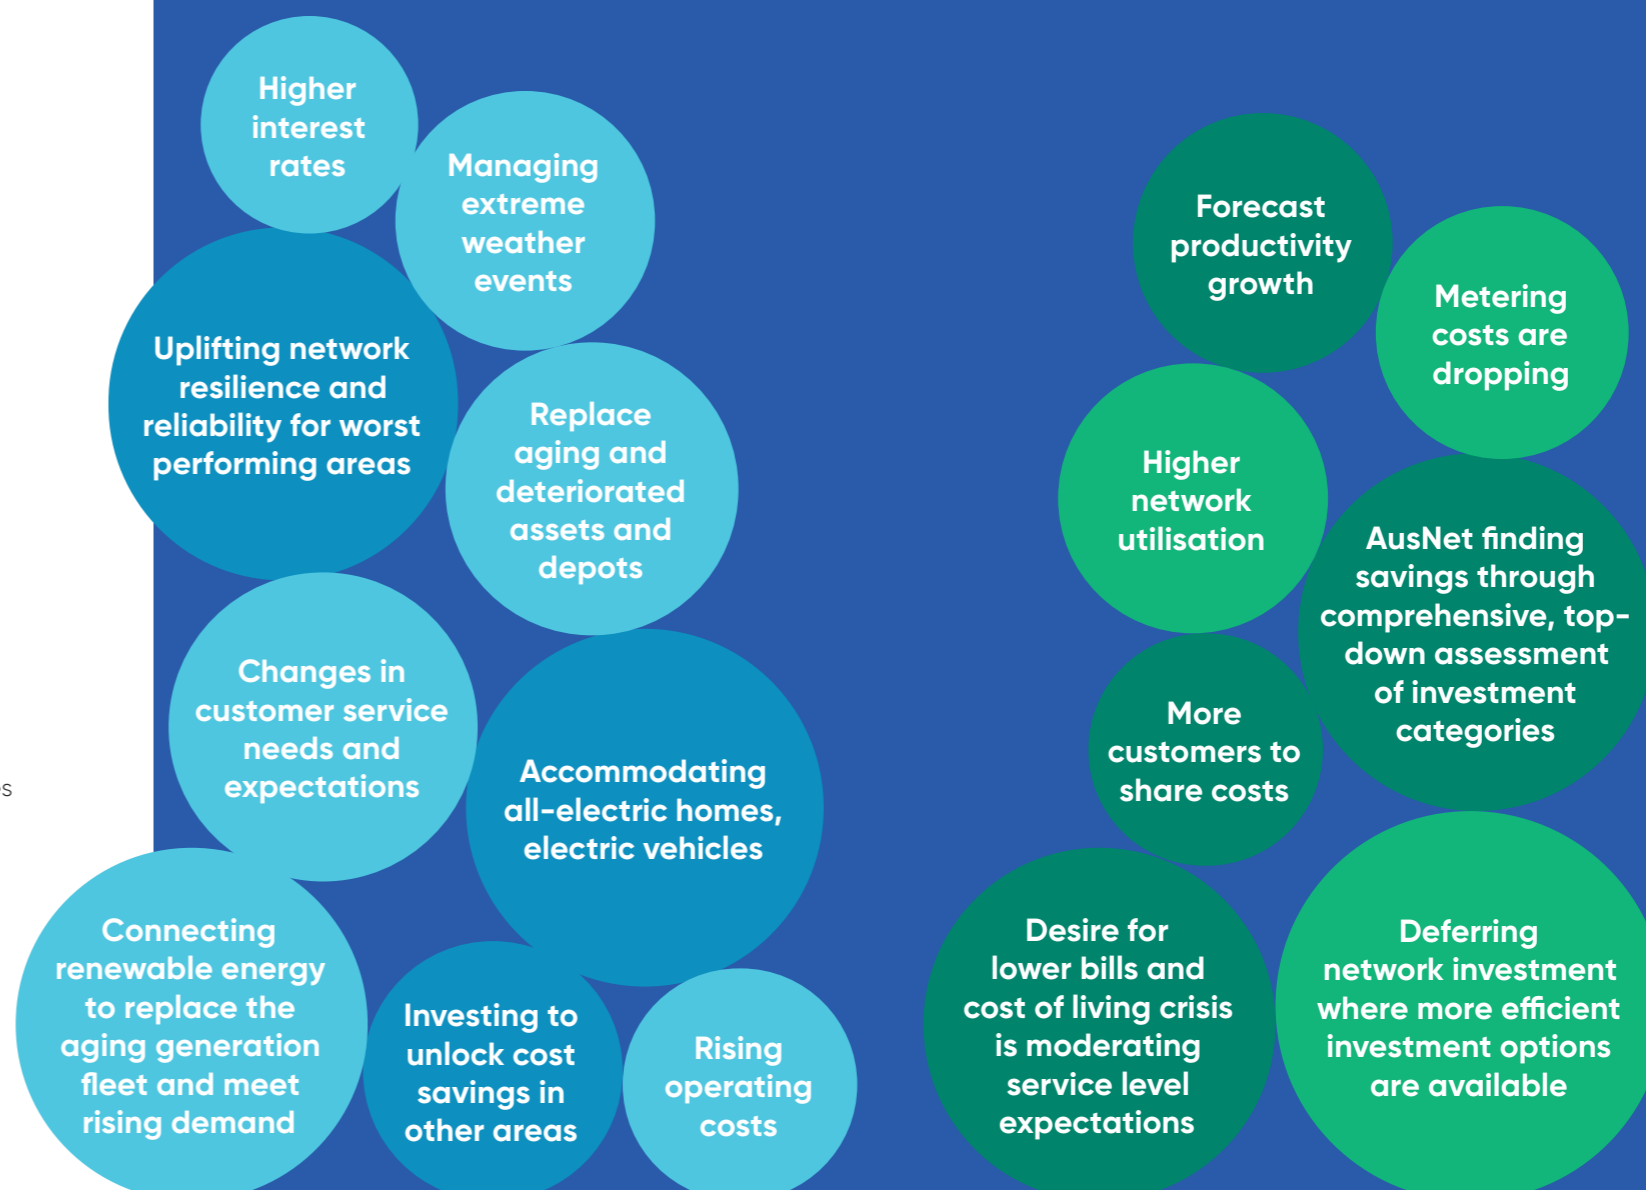 Higher
interest
rates
Managing
extreme
weather
events
Uplifting network
resilience and
reliability for worst
performing areas
Replace
aging and
deteriorated
assets and
depots
Changes in
customer service
needs and
expectations
Accommodating
all-electric homes,
electric vehicles
Connecting
renewable energy
to replace the
aging generation
fleet and meet
rising demand
Investing to
unlock cost
savings in
other areas
Rising
operating
costs
Forecast
productivity
growth
Metering
costs are
dropping
Higher
network
utilisation
AusNet finding
savings through
comprehensive, top-
down assessment
of investment
categories
More
customers to
share costs
Desire for
lower bills and
cost of living crisis
is moderating
service level
expectations
Deferring
network investment
where more efficient
investment options
are available